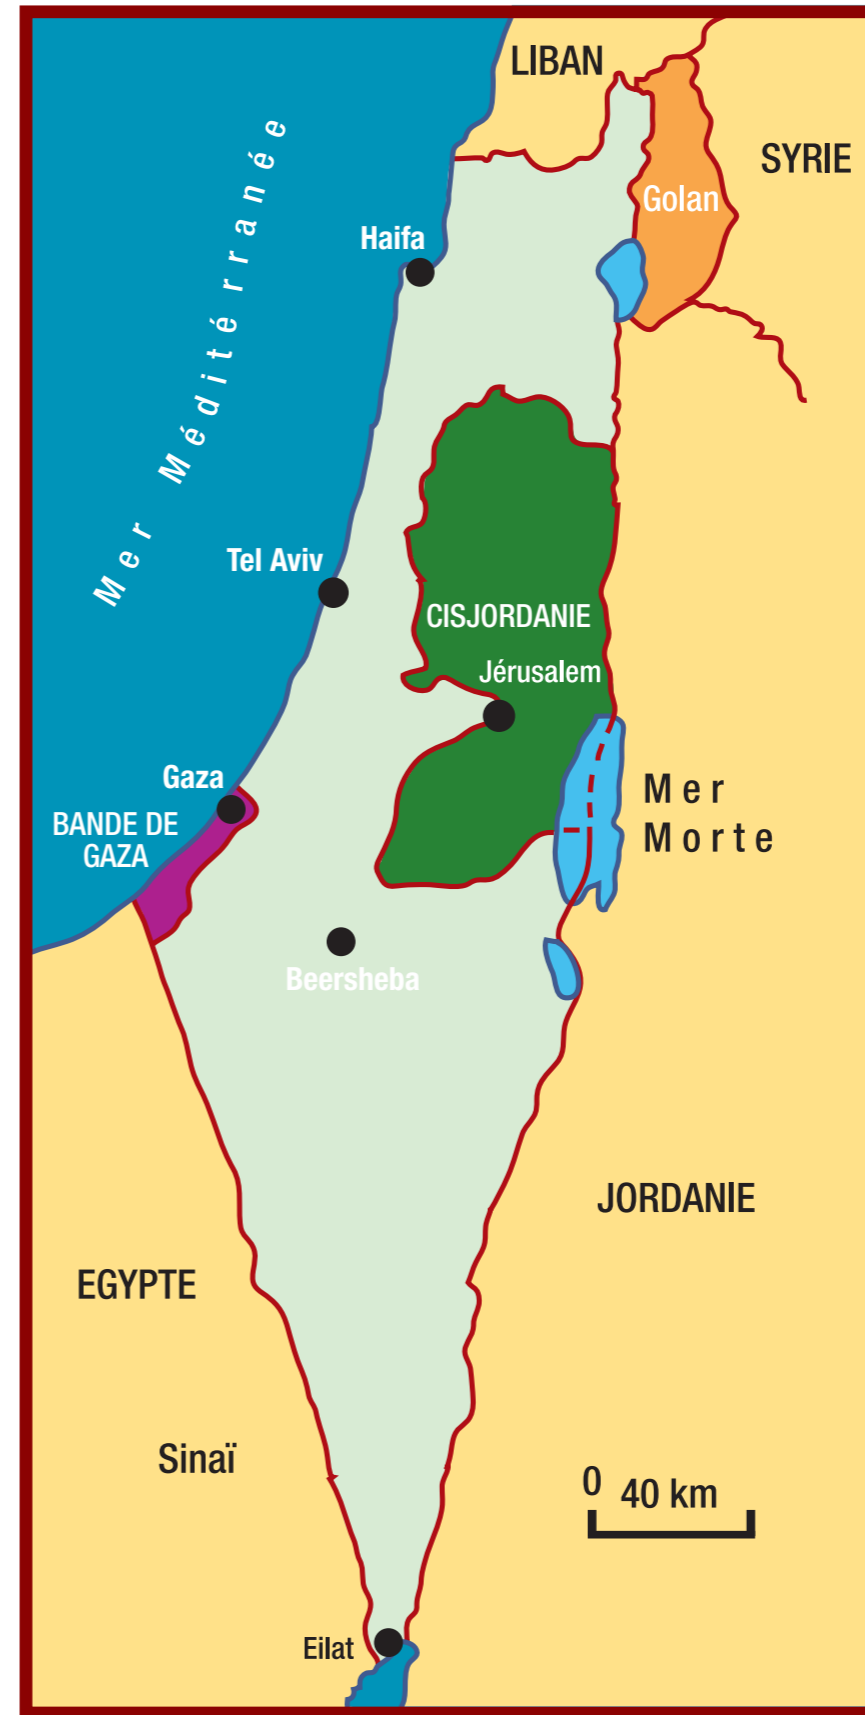 LIBAN
SYRIE
Golan
Mer Méditérranée
Haifa
Tel Aviv
CISJORDANIE
Jérusalem
Gaza
BANDE DE
GAZA
Mer
Morte
Beersheba
JORDANIE
EGYPTE
Sinaï
0 40 km
Eilat